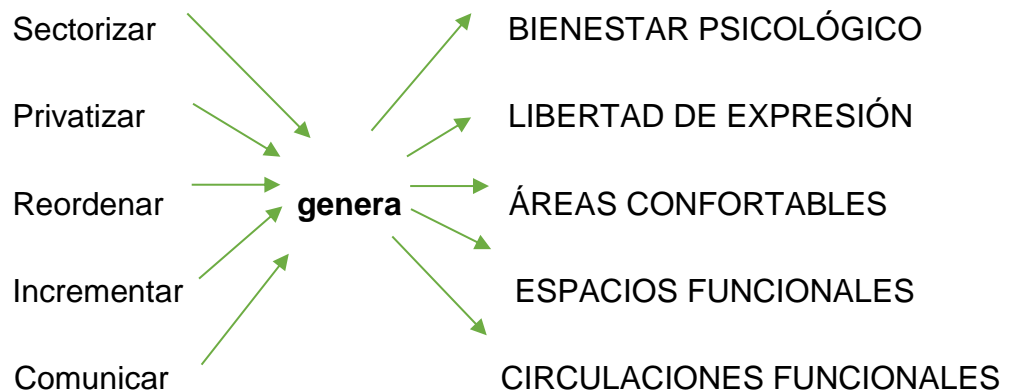 Sectorizar BIENESTAR PSICOLÓGICO
Privatizar LIBERTAD DE EXPRESIÓN
Reordenar genera ÁREAS CONFORTABLES
Incrementar ESPACIOS FUNCIONALES
Comunicar CIRCULACIONES FUNCIONALES